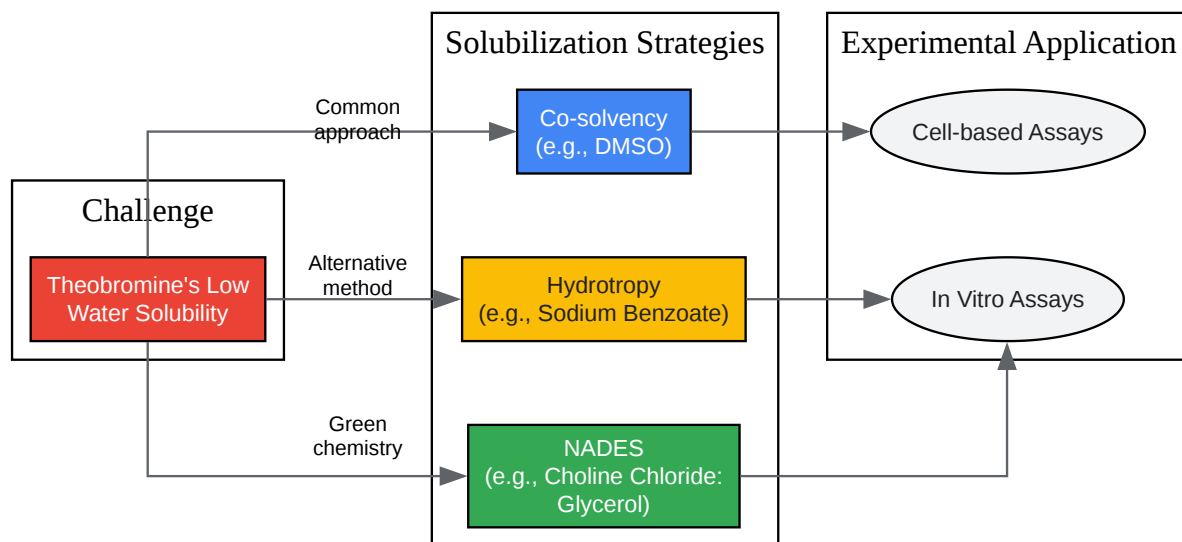 Solubilization Strategies
Experimental Application
Common
approach
Co-solvency
(e.g., DMSO)
Cell-based Assays
Challenge
Theobromine's Low
Water Solubility
Alternative
method
Hydrotropy
(e.g., Sodium Benzoate)
In Vitro Assays
Green
chemistry
NADES
(e.g., Choline Chloride:
Glycerol)